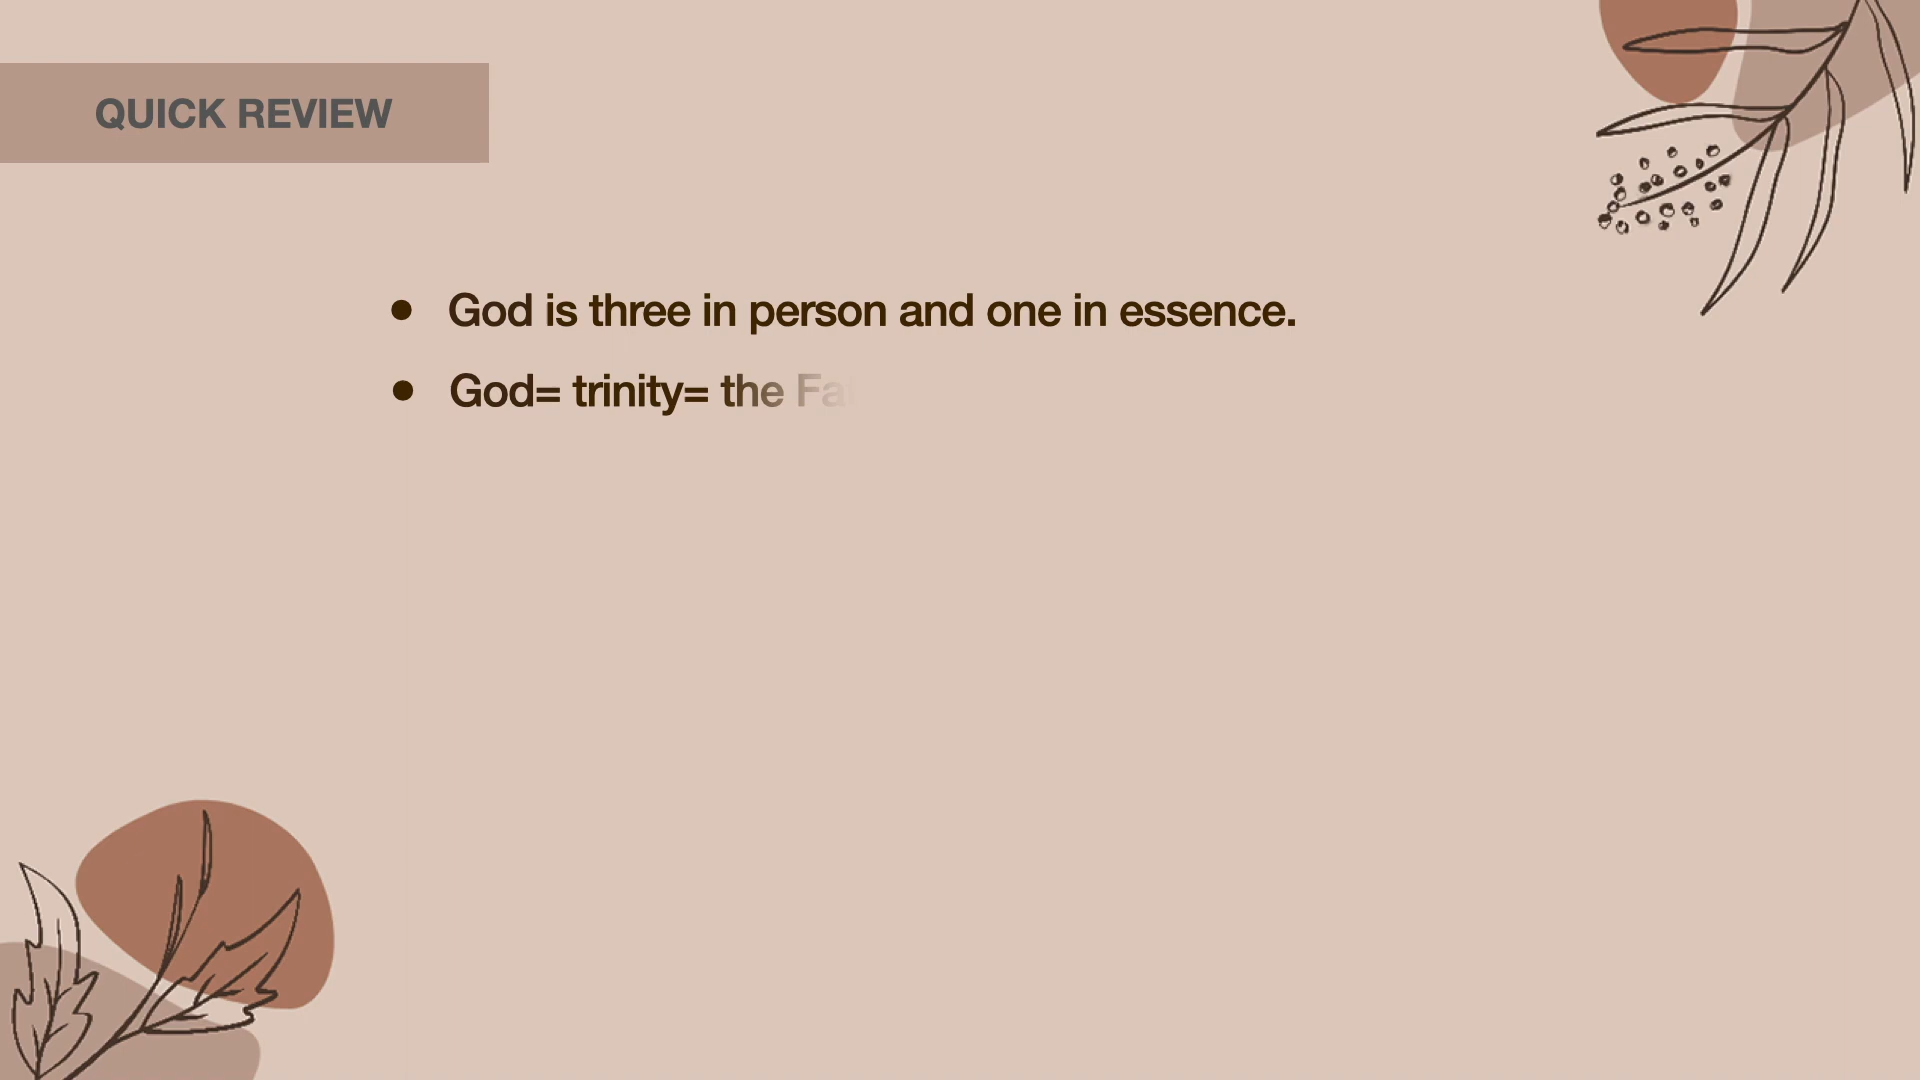 QUICK REVIEW
• God is three in person and one in essence.
• God= trinity= the